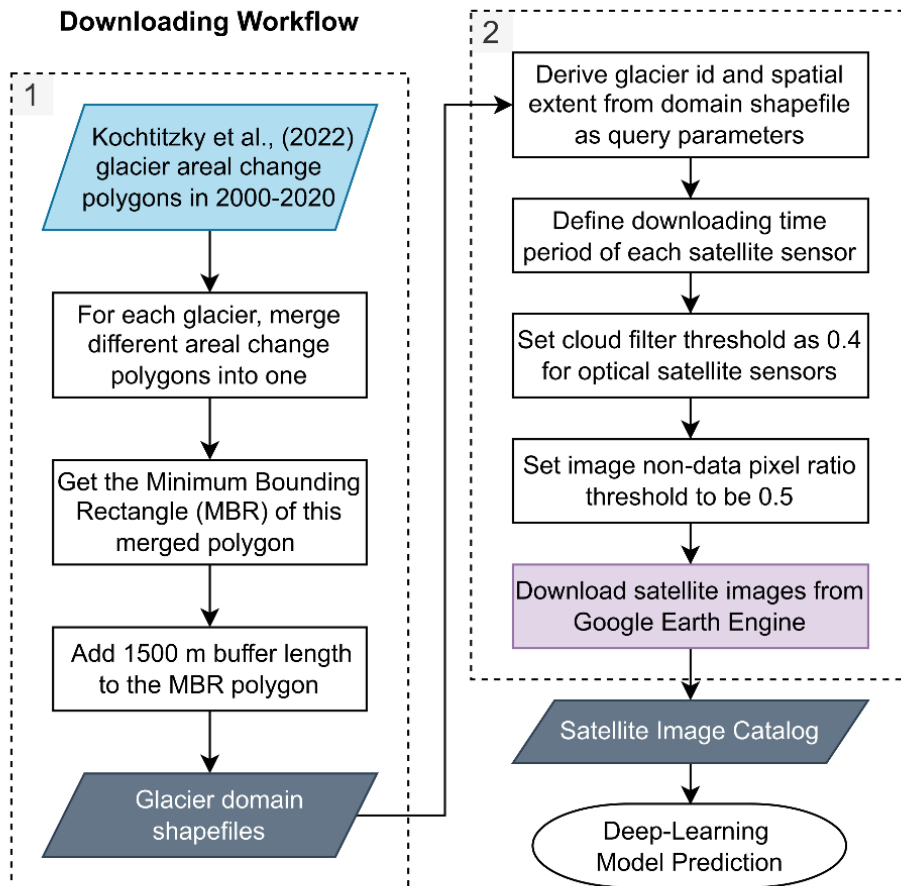 Downloading Workflow
1
Kochtitzky et al., (2022)
glacier areal change
polygons in 2000-2020
For each glacier, merge
different areal change
polygons into one
Get the Minimum Bounding
Rectangle (MBR) of this
merged polygon
Add 1500 m buffer length
to the MBR polygon
Glacier domain
shapefiles
2
Derive glacier id and spatial
extent from domain shapefile
as query parameters
Define downloading time
period of each satellite sensor
Set cloud filter threshold as 0.4
for optical satellite sensors
Set image non-data pixel ratio
threshold to be 0.5
Download satellite images from
Google Earth Engine
Satellite Image Catalog
Deep-Learning
Model Prediction